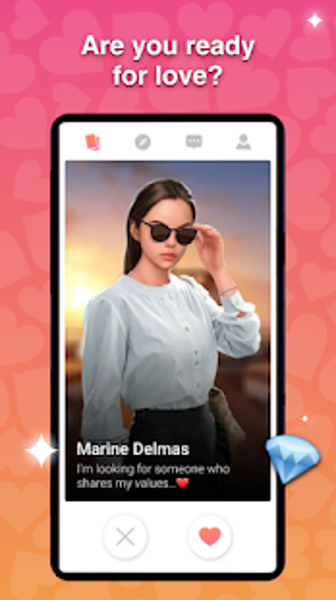 Are you ready
for love?
Marine Delmas
I'm looking for someone who
shares my values...❤️